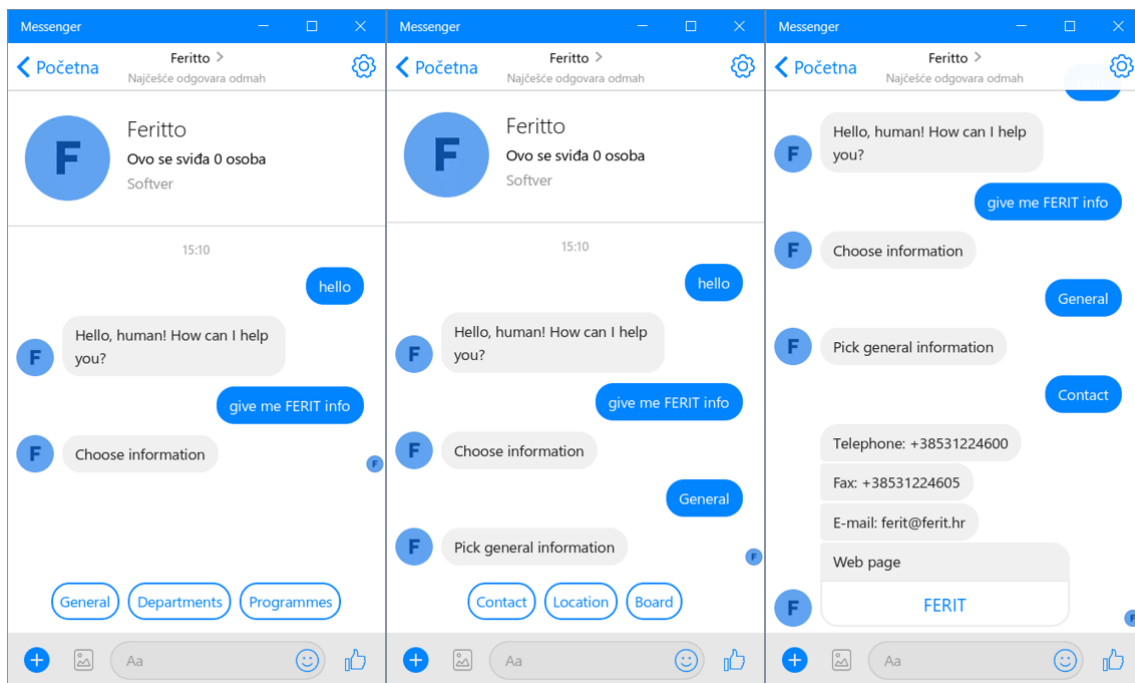 Messenger
Početna
Feritto >
Najčešće odgovara odmah
F
Feritto
Ovo se sviđa 0 osoba
Softver
15:10
hello
Hello, human! How can I help
you?
F
give me FERIT info
F
Choose information
F
General
Departments
Programmes
Aa
Messenger
Početna
Feritto >
Najčešće odgovara odmah
F
Feritto
Ovo se sviđa 0 osoba
Softver
15:10
hello
Hello, human! How can I help
you?
F
give me FERIT info
F
Choose information
General
F
Pick general information
F
Contact
Location
Board
Aa
Messenger
Početna
Feritto >
Najčešće odgovara odmah
Hello, human! How can I help
you?
F
give me FERIT info
F
Choose information
General
F
Pick general information
Contact
Telephone: +38531224600
Fax: +38531224605
E-mail: ferit@ferit.hr
Web page
F
FERIT
F
Aa